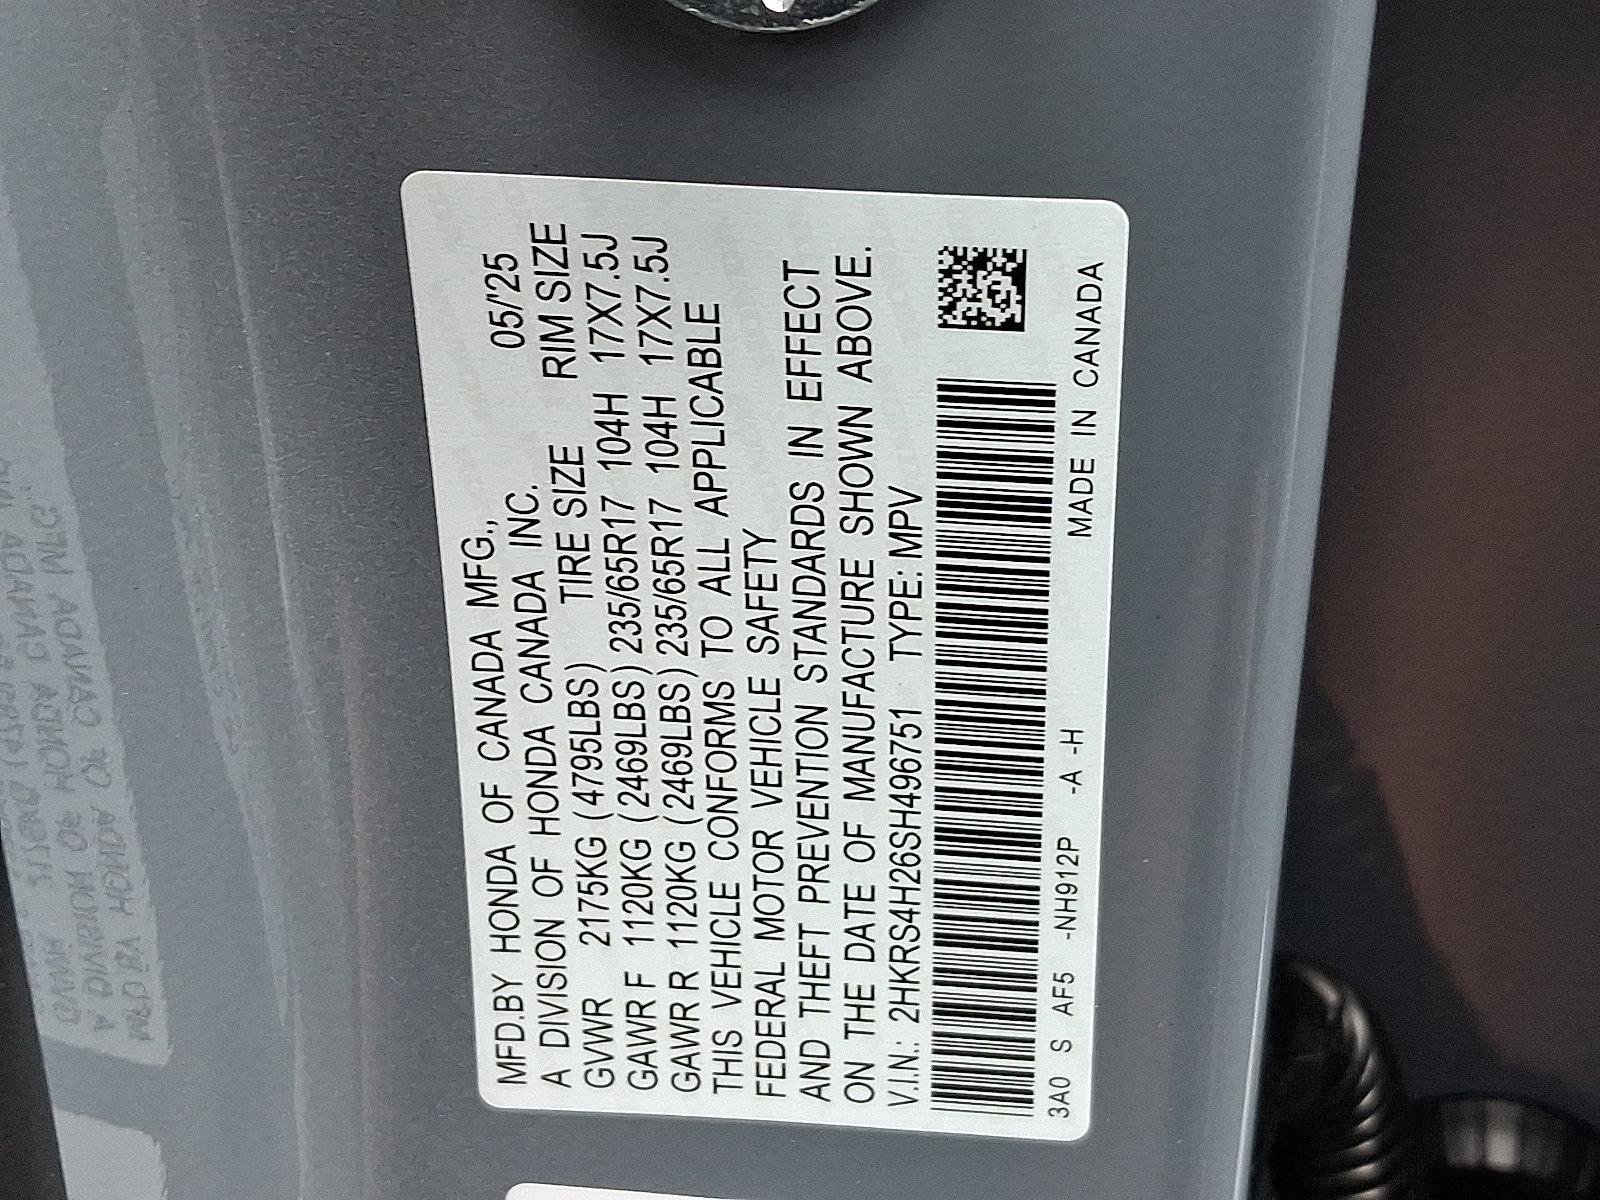 MFD.BY HONDA OF CANADA MFG., 05/'25
A DIVISION OF HONDA CANADA INC.
TIRE SIZE RIM SIZE
GVWR 2175KG (4795LBS)
GAWR F 1120KG (2469LBS) 235/65R17 104H 17X7.5J
GAWR R 1120KG (2469LBS) 235/65R17 104H 17X7.5J
THIS VEHICLE CONFORMS TO ALL APPLICABLE
FEDERAL MOTOR VEHICLE SAFETY
AND THEFT PREVENTION STANDARDS IN EFFECT
ON THE DATE OF MANUFACTURE SHOWN ABOVE.
V.I.N.: 2HKRS4H26SH496751 TYPE: MPV
3A0 S AF5 -NH912P -A -H MADE IN CANADA